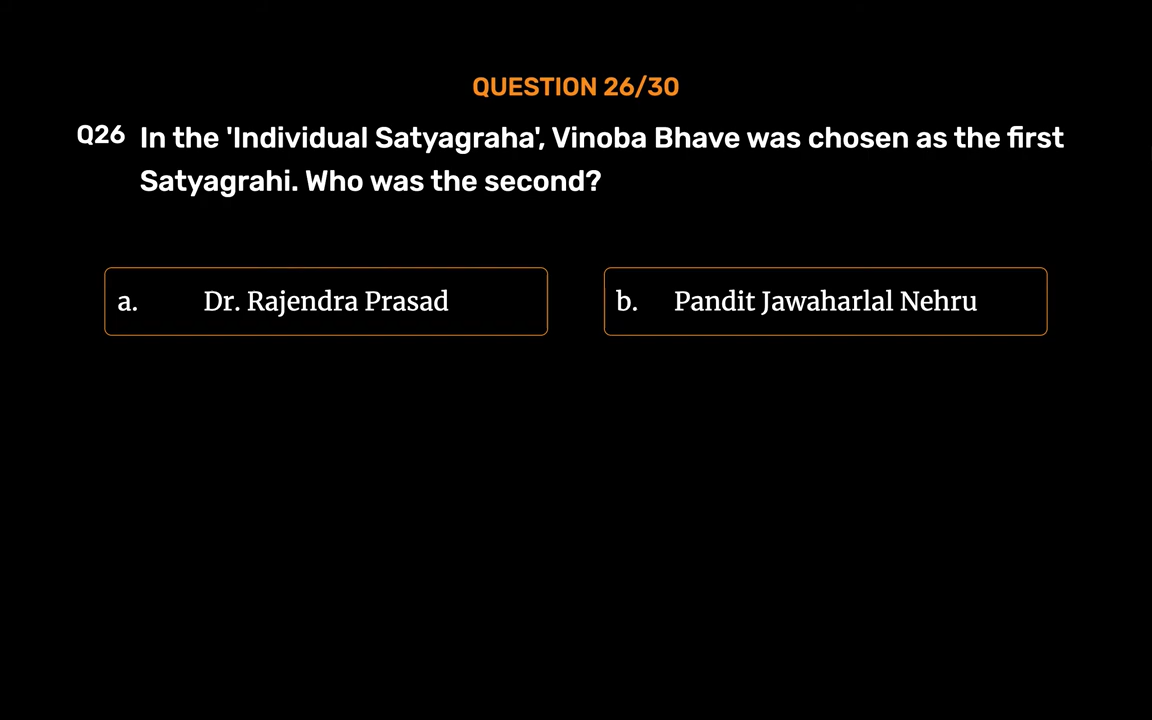 QUESTION 26/30
Q26 In the 'Individual Satyagraha', Vinoba Bhave was chosen as the first
Satyagrahi. Who was the second?
a. Dr. Rajendra Prasad
b. Pandit Jawaharlal Nehru